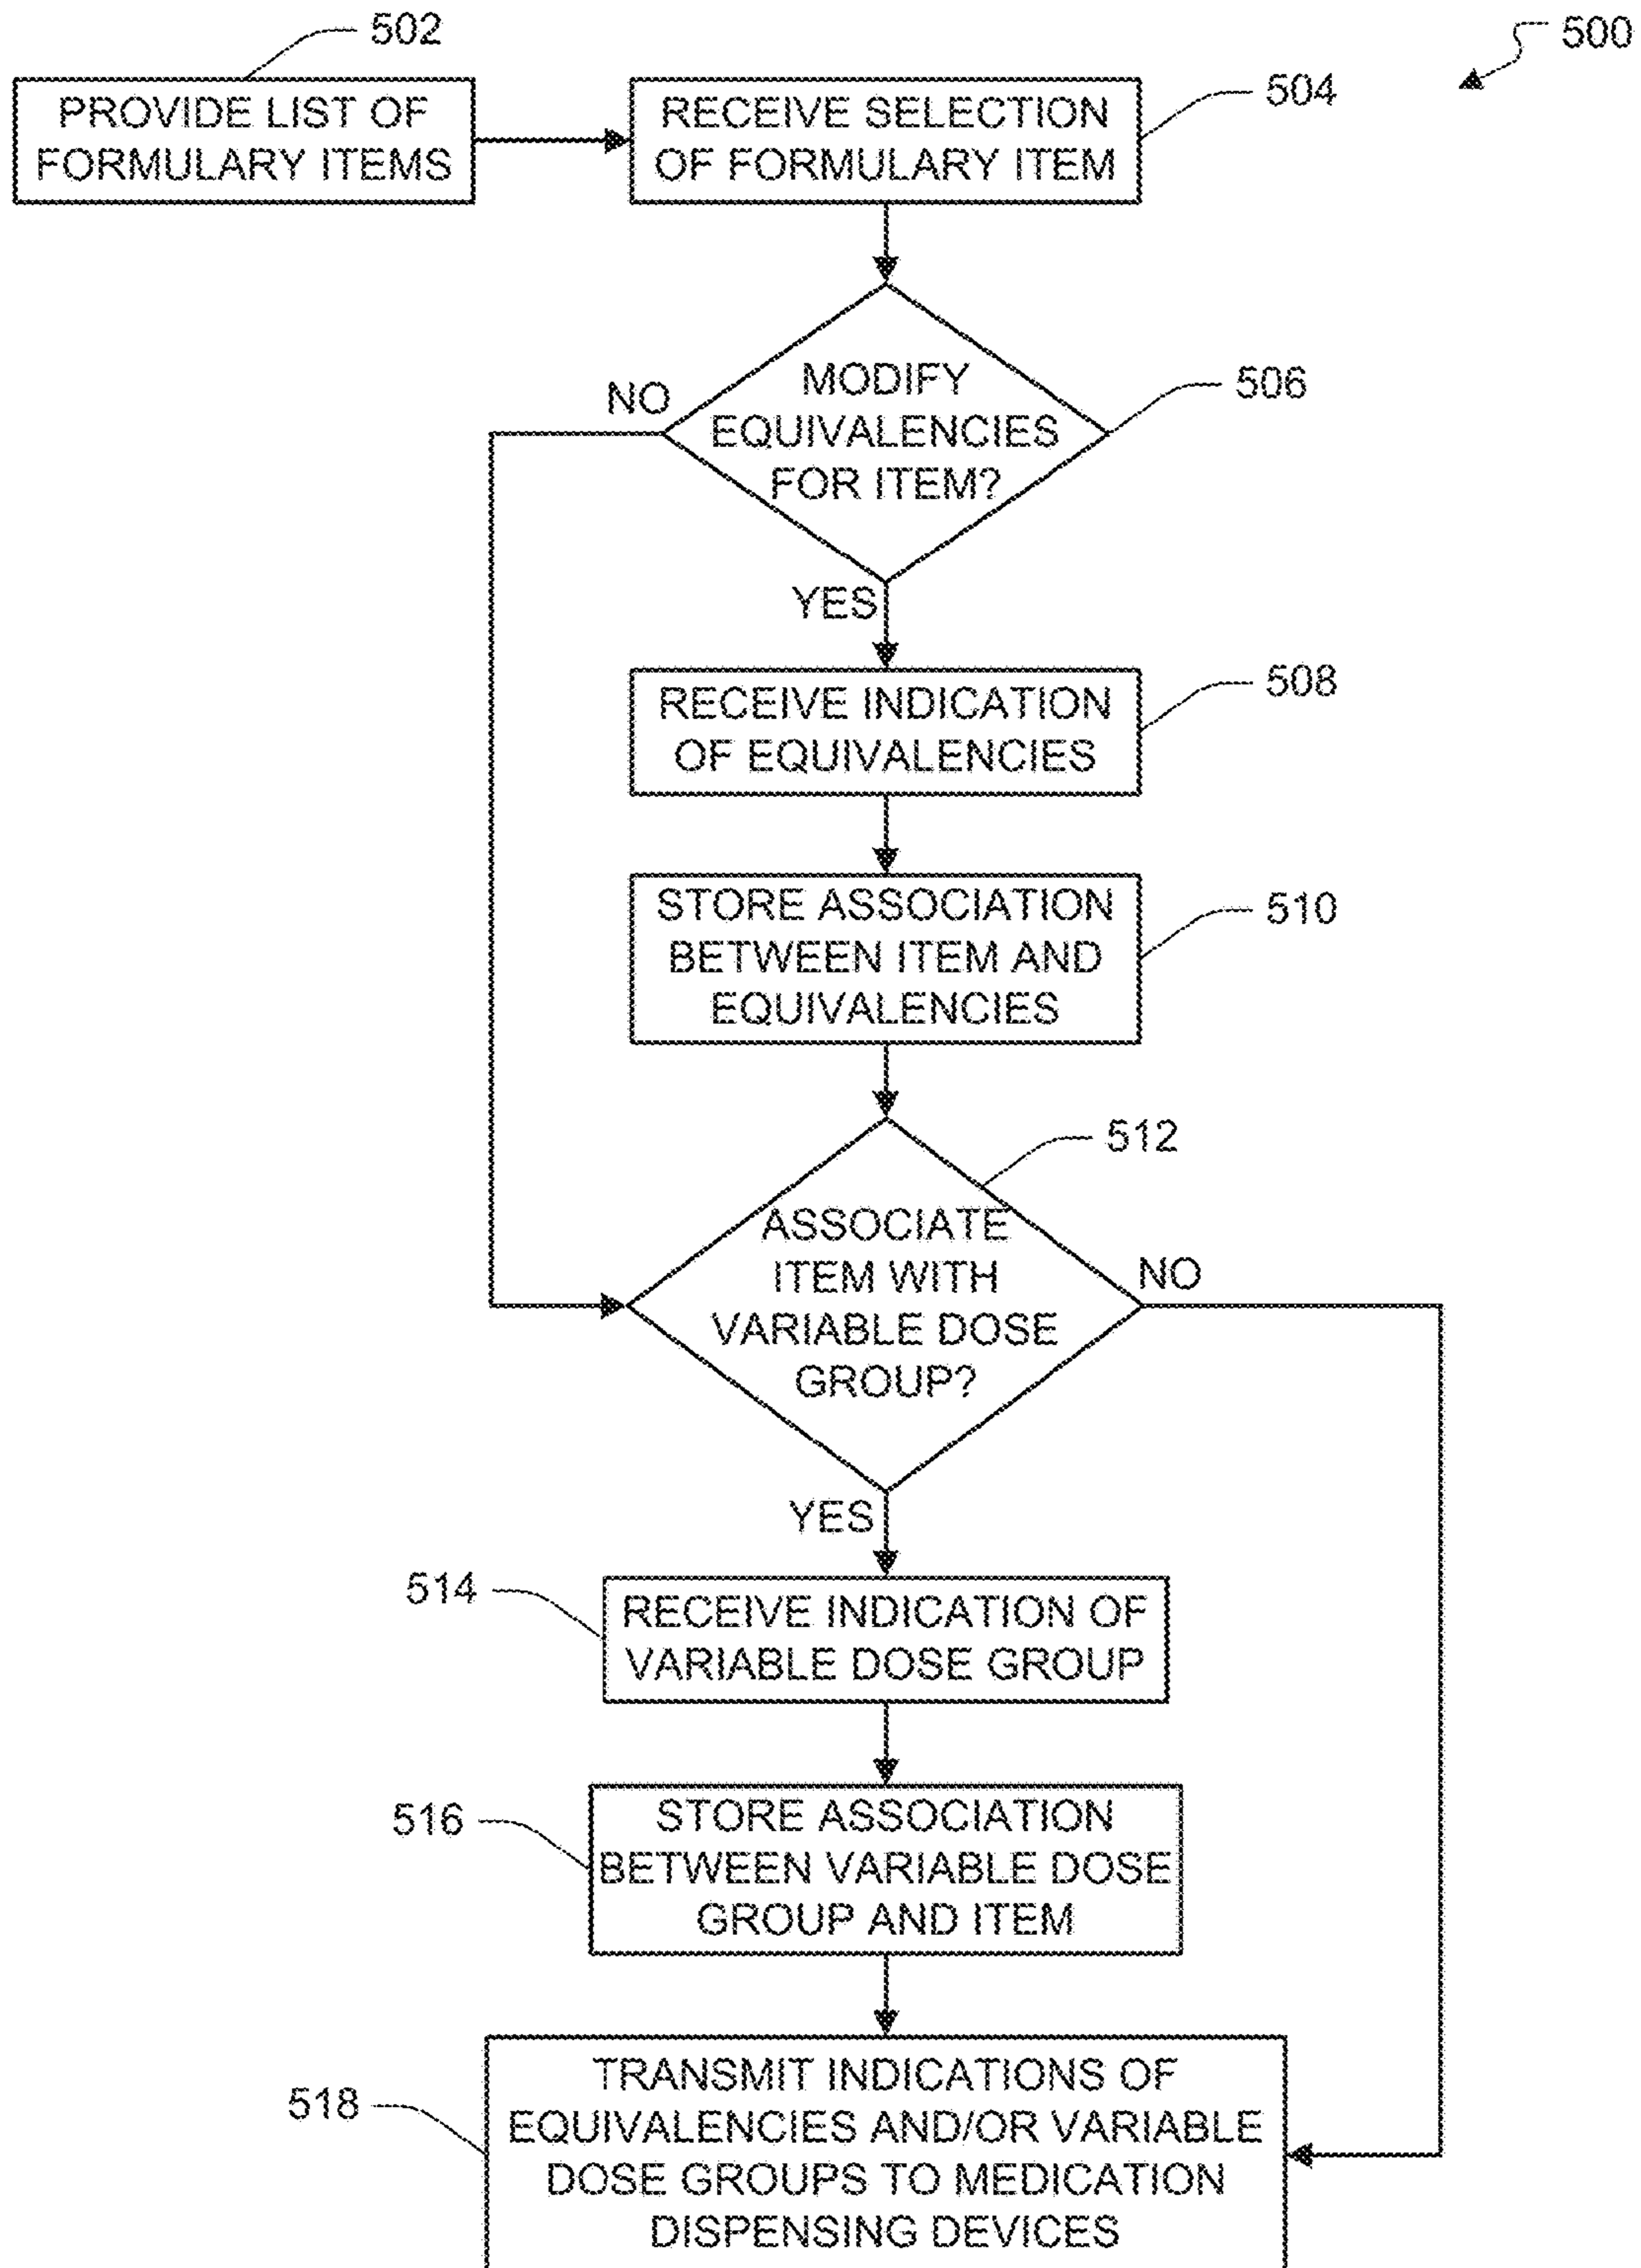 502
500
PROVIDE LIST OF
FORMULARY ITEMS
RECEIVE SELECTION
OF FORMULARY ITEM
504
MODIFY
EQUIVALENCIES
FOR ITEM?
506
NO
YES
RECEIVE INDICATION
OF EQUIVALENCIES
508
STORE ASSOCIATION
BETWEEN ITEM AND
EQUIVALENCIES
510
512
ASSOCIATE
ITEM WITH
VARIABLE DOSE
GROUP?
NO
YES
514
RECEIVE INDICATION OF
VARIABLE DOSE GROUP
516
STORE ASSOCIATION
BETWEEN VARIABLE DOSE
GROUP AND ITEM
518
TRANSMIT INDICATIONS OF
EQUIVALENCIES AND/OR VARIABLE
DOSE GROUPS TO MEDICATION
DISPENSING DEVICES